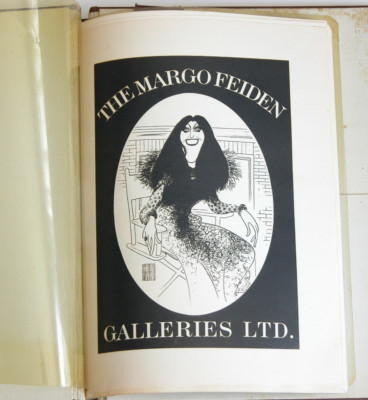 THE MARGO FEIDEN
GALLERIES LTD.